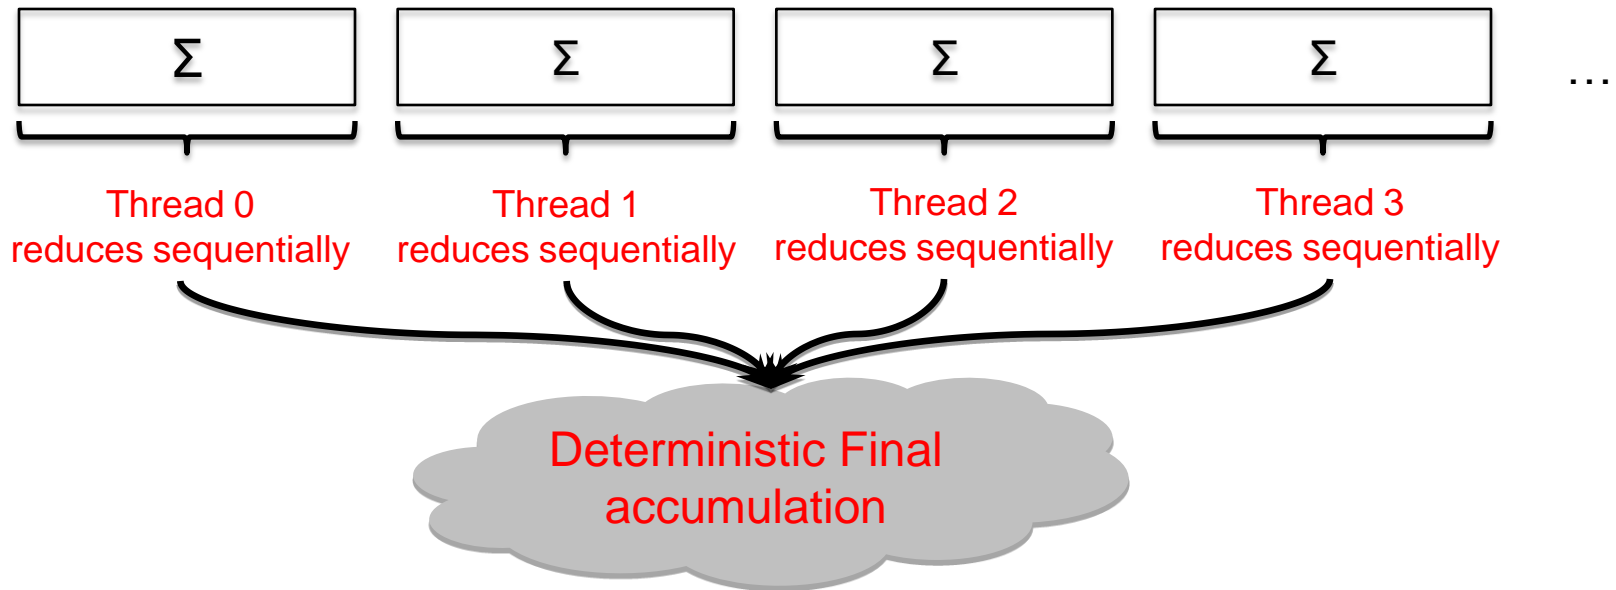 Σ Σ Σ Σ …
Thread 0
reduces sequentially
Thread 1
reduces sequentially
Thread 2
reduces sequentially
Thread 3
reduces sequentially
Deterministic Final
accumulation